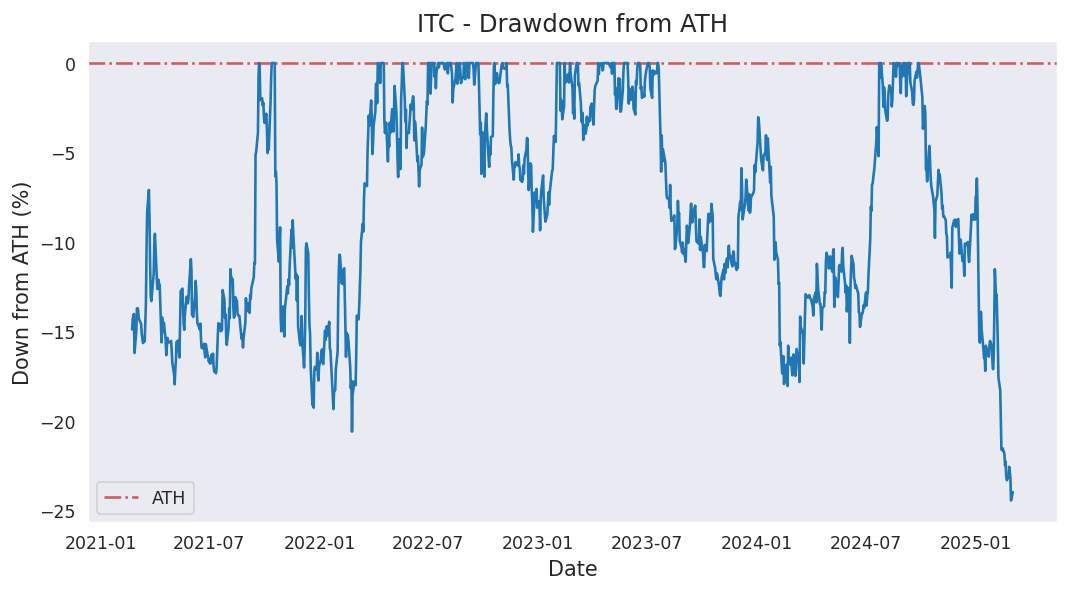 ITC - Drawdown from ATH
Down from ATH (%)
0
−5
−10
−15
−20
−25
ATH
2021-01 2021-07 2022-01 2022-07 2023-01 2023-07 2024-01 2024-07 2025-01
Date